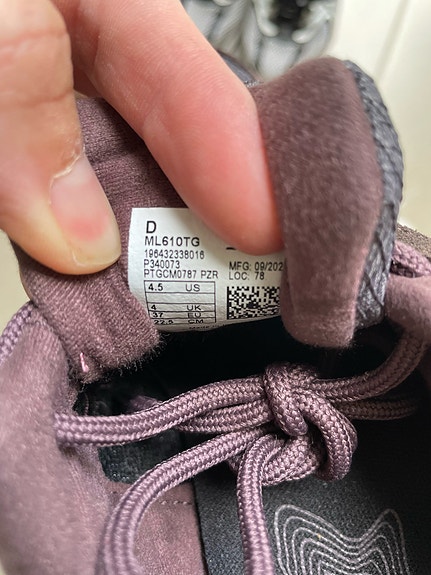 D
ML610TG
196432338016
P340073
PTGCM0787 PZR
MFG: 09/202
LOC: 78
4.5 US
4 UK
37 EU
22.5 CM